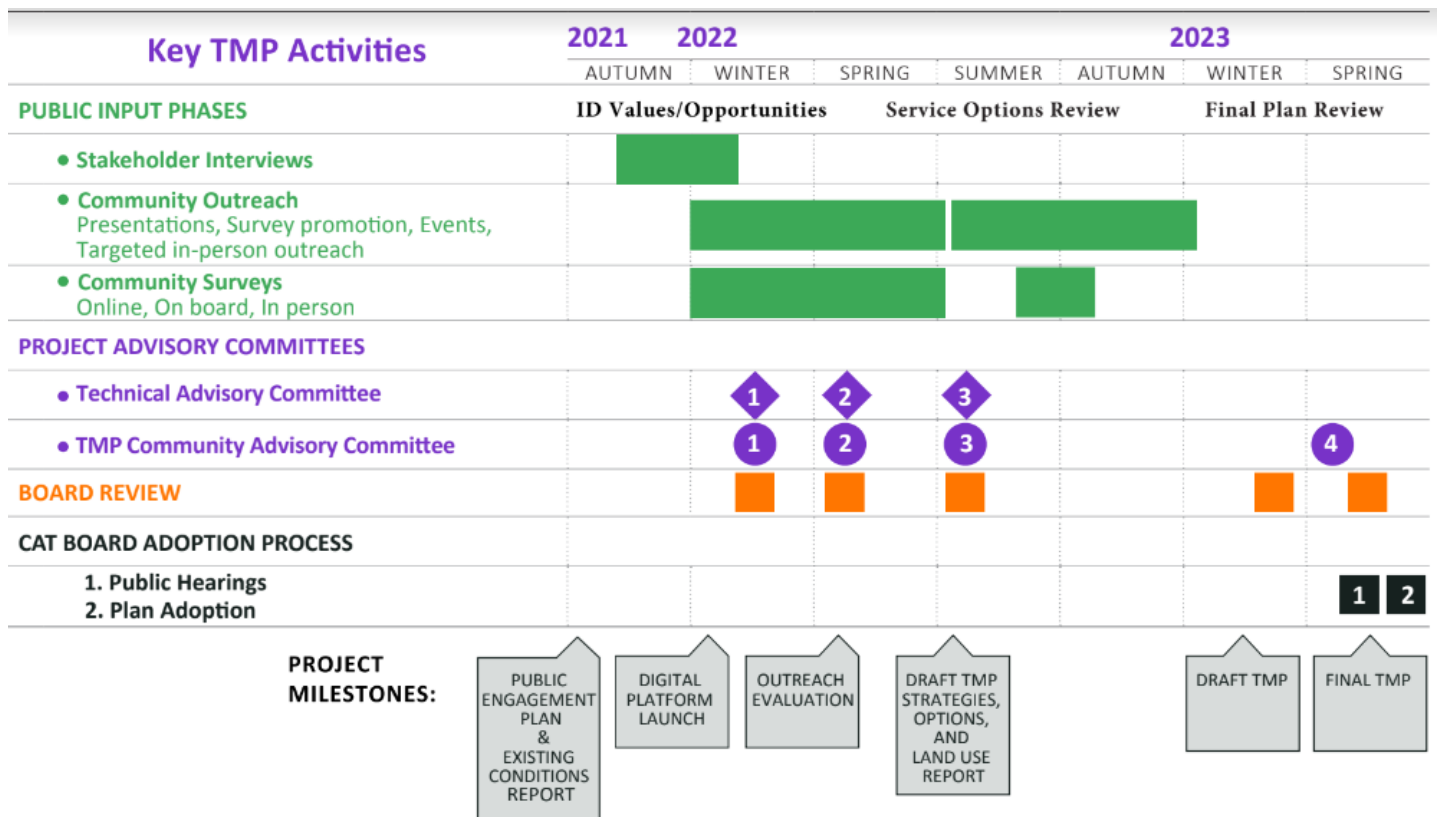 Key TMP Activities
2021 2022 2023
AUTUMN WINTER SPRING SUMMER AUTUMN WINTER SPRING
PUBLIC INPUT PHASES
ID Values/Opportunities Service Options Review Final Plan Review
• Stakeholder Interviews
• Community Outreach
Presentations, Survey promotion, Events,
Targeted in-person outreach
• Community Surveys
Online, On board, In person
PROJECT ADVISORY COMMITTEES
• Technical Advisory Committee
1 2 3
• TMP Community Advisory Committee
1 2 3 4
BOARD REVIEW
CAT BOARD ADOPTION PROCESS
1. Public Hearings
2. Plan Adoption
1 2
PROJECT
MILESTONES:
PUBLIC
ENGAGEMENT
PLAN
&
EXISTING
CONDITIONS
REPORT
DIGITAL
PLATFORM
LAUNCH
OUTREACH
EVALUATION
DRAFT TMP
STRATEGIES,
OPTIONS,
AND
LAND USE
REPORT
DRAFT TMP
FINAL TMP